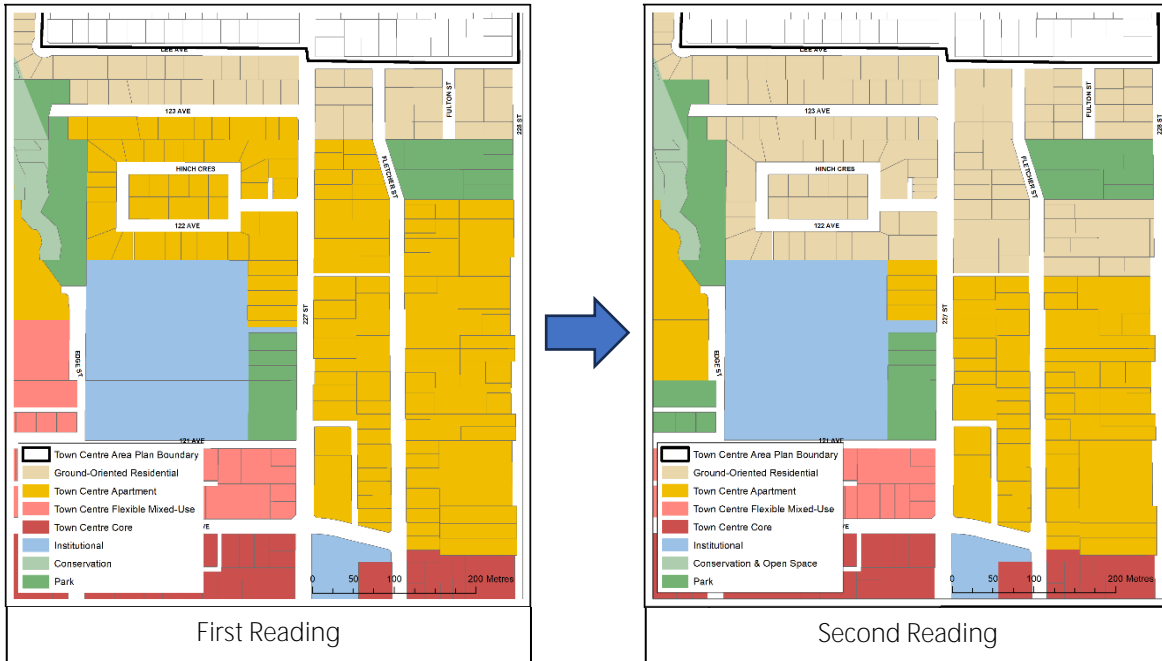 LEE AVE
123 AVE
FULTON ST
228 ST
HINCH CRES
FLETCHER ST
122 AVE
227 ST
EDGE ST
121 AVE
Town Centre Area Plan Boundary
Ground-Oriented Residential
Town Centre Apartment
Town Centre Flexible Mixed-Use
Town Centre Core
VE
Institutional
Conservation
Park
0 50 100 200 Metres
First Reading
LEE AVE
123 AVE
FULTON ST
228 ST
HINCH CRES
FLETCHER ST
122 AVE
227 ST
EDGE ST
121 AVE
Town Centre Area Plan Boundary
Ground-Oriented Residential
Town Centre Apartment
Town Centre Flexible Mixed-Use
Town Centre Core
VE
Institutional
Conservation & Open Space
Park
0 50 100 200 Metres
Second Reading